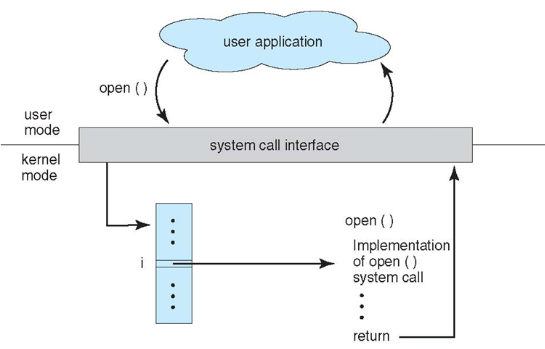 user application
open ( )
user
mode
system call interface
kernel
mode
open ( )
i
Implementation
of open ( )
system call
return